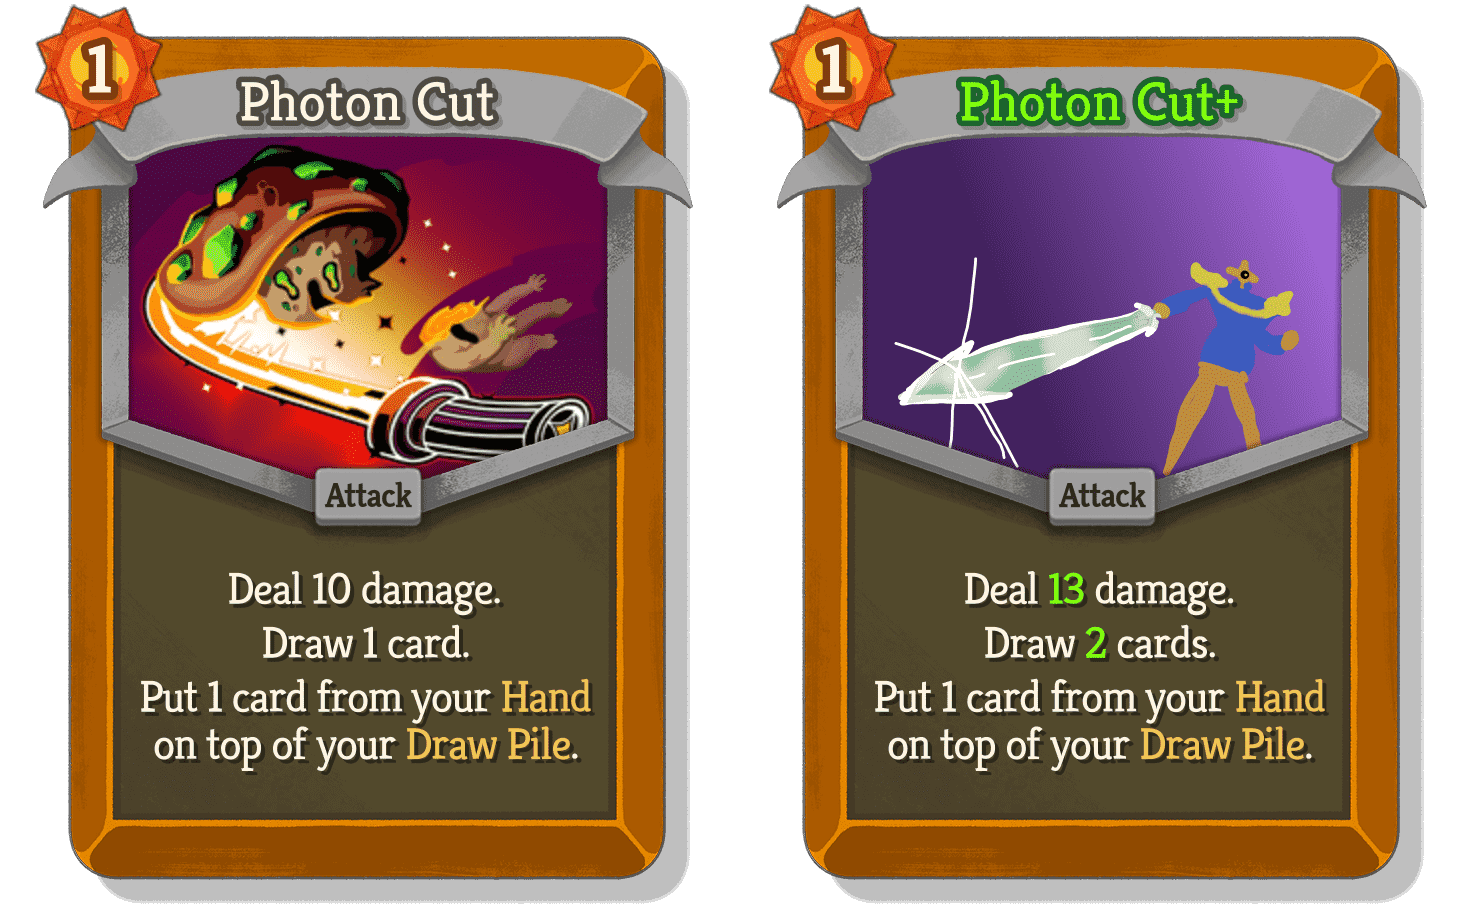 1
Photon Cut
Attack
Deal 10 damage.
Draw 1 card.
Put 1 card from your Hand
on top of your Draw Pile.
1
Photon Cut+
Attack
Deal 13 damage.
Draw 2 cards.
Put 1 card from your Hand
on top of your Draw Pile.